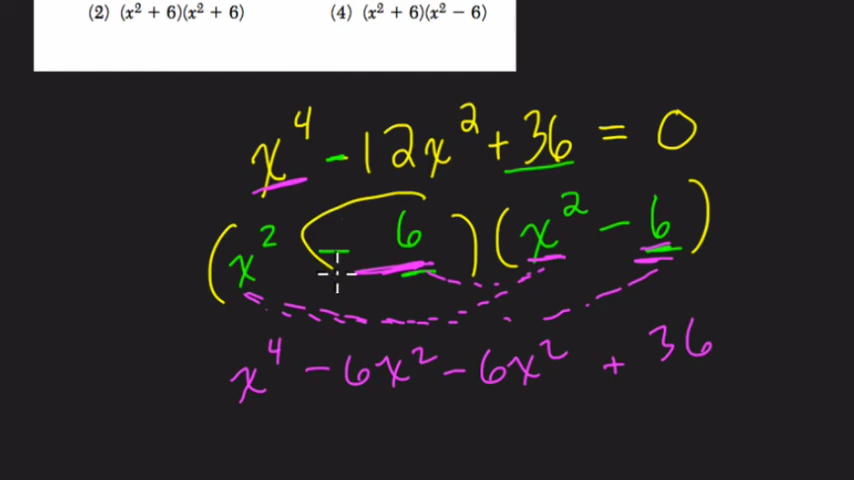 (2) (x² + 6)(x² + 6) (4) (x² + 6)(x² − 6)
x⁴ - 12x² + 36 = 0
(x² - 6) (x² - 6)
x⁴ - 6x² - 6x² + 36